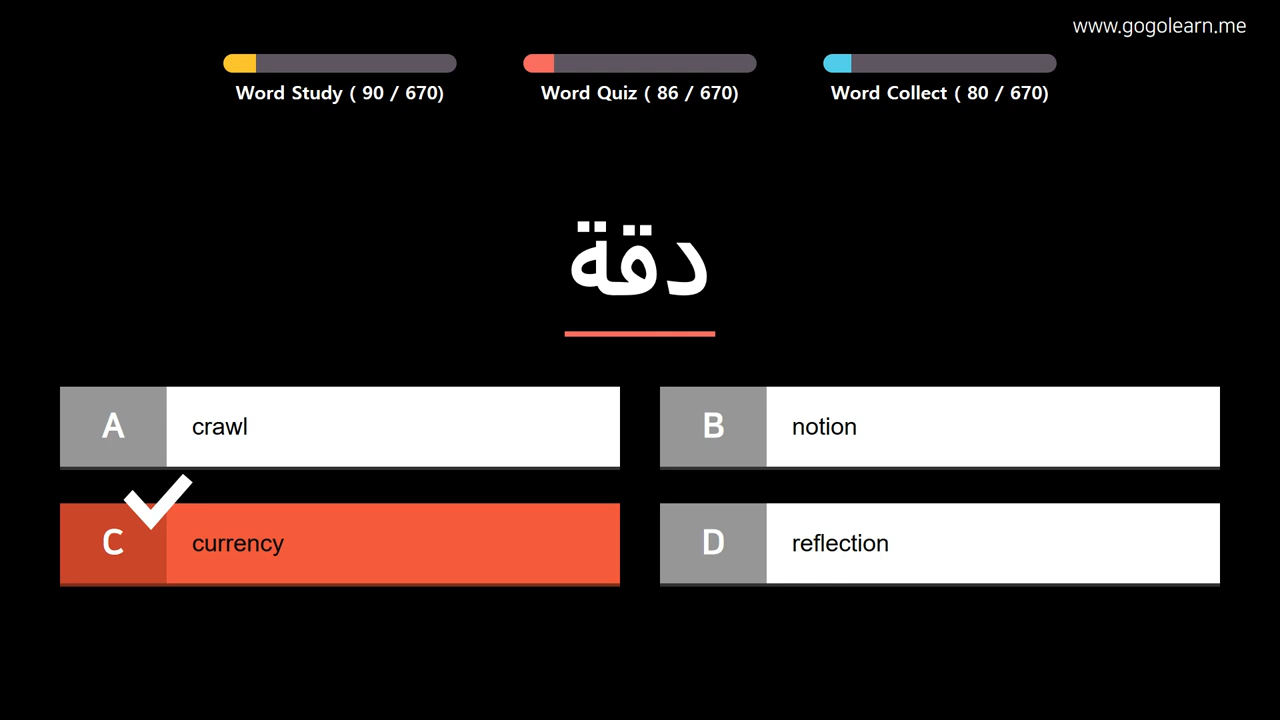 www.gogolearn.me
Word Study ( 90 / 670)
Word Quiz ( 86 / 670)
Word Collect ( 80 / 670)
دقة
A crawl
B notion
C currency
D reflection